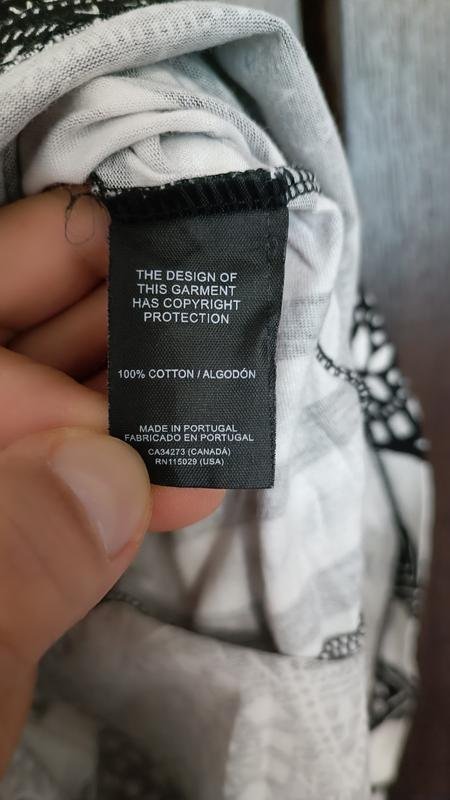 THE DESIGN OF
THIS GARMENT
HAS COPYRIGHT
PROTECTION
100% COTTON / ALGODÓN
MADE IN PORTUGAL
FABRICADO EN PORTUGAL
CA34273 (CANADÁ)
RN115029 (USA)